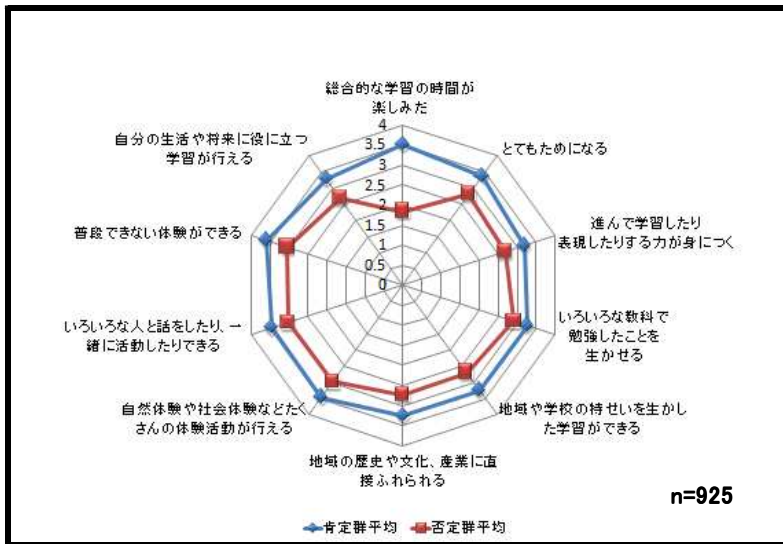 総合的な学習の時間が
楽しみだ
とてもためになる
進んで学習したり
表現したりする力が身につく
いろいろな教科で
勉強したことを
生かせる
地域や学校の特せいを生かし
た学習ができる
地域の歴史や文化、産業に直
接ふれられる
自然体験や社会体験などたく
さんの体験活動が行える
いろいろな人と話をしたり、一
緒に活動したりできる
普段できない体験ができる
自分の生活や将来に役に立つ
学習が行える
4
3.5
3
2.5
2
1.5
1
0.5
0
n=925
肯定群平均
否定群平均